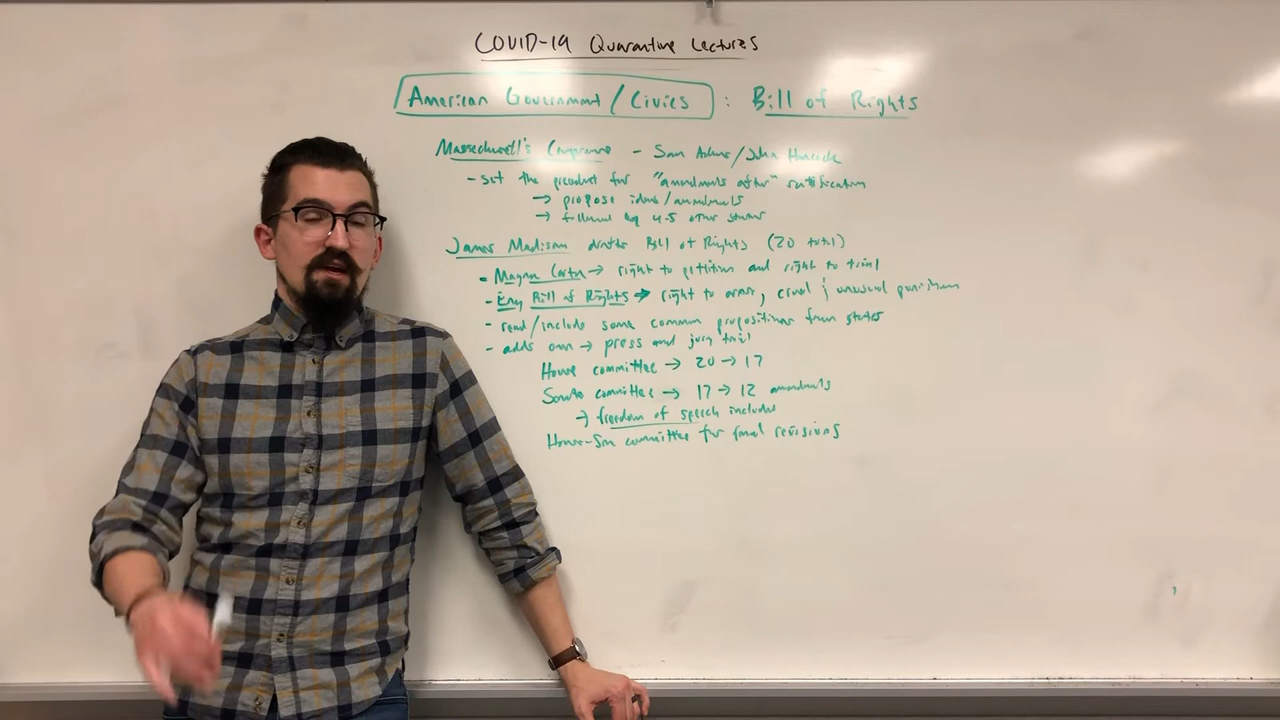 COVID-19 Quarantine Lectures
American Government / Civics : Bill of Rights
Massachusett's Compromise - Sam Adams / John Hancock
- set the precedent for "amendments after" ratification
→ propose ideas/amendments
→ followed by 4-5 other states
James Madison drafts Bill of Rights (20 total)
- Magna Carta → right to petition and right to trial
- Eng Bill of Rights → right to arms, cruel & unusual punishment
- read/include some common propositions from states
- adds own → press and jury trial
House committee → 20 → 17
Senate committee → 17 → 12 amendments
→ freedom of speech included
House-Sen committee for final revisions